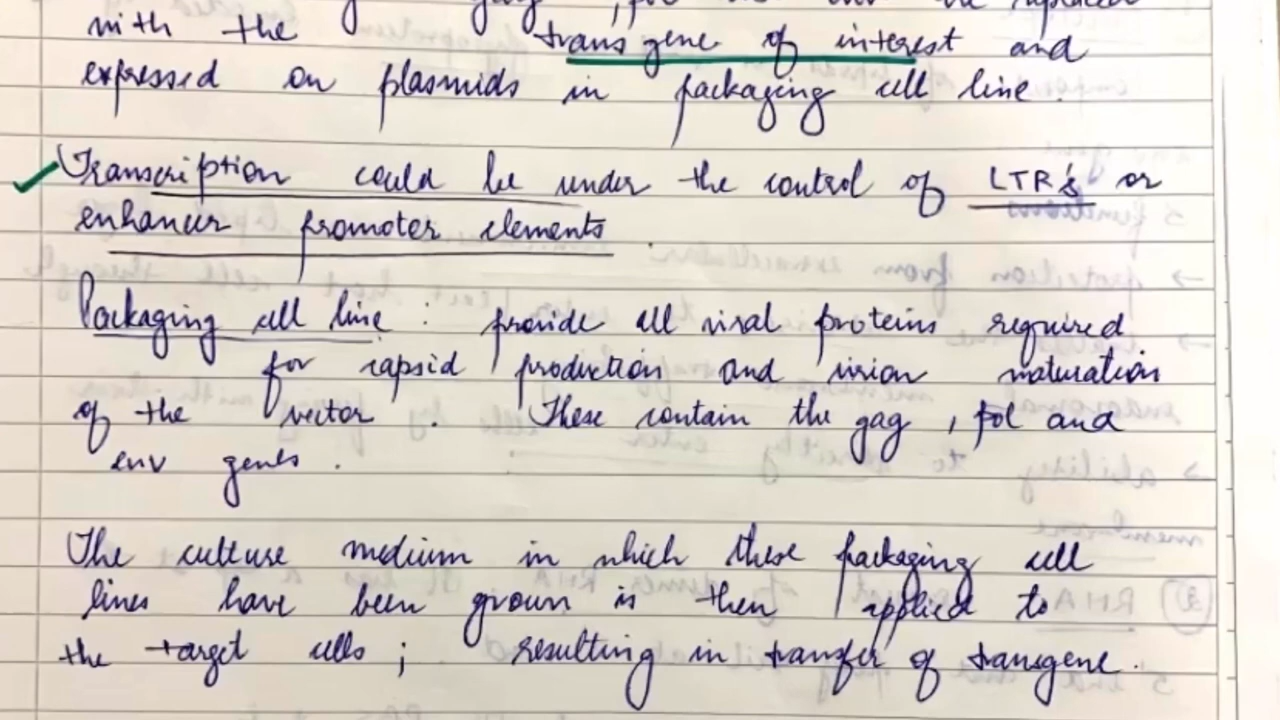 with the transgene of interest and
expressed on plasmids in packaging cell line.
Transcription could be under the control of LTR's or
enhancer promoter elements.
Packaging cell line : provide all viral proteins required
for capsid production and virion maturation
of the vector. These contain the gag, pol and
env genes.
The culture medium in which these packaging cell
lines have been grown is then applied to
the target cells; resulting in transfer of transgene.